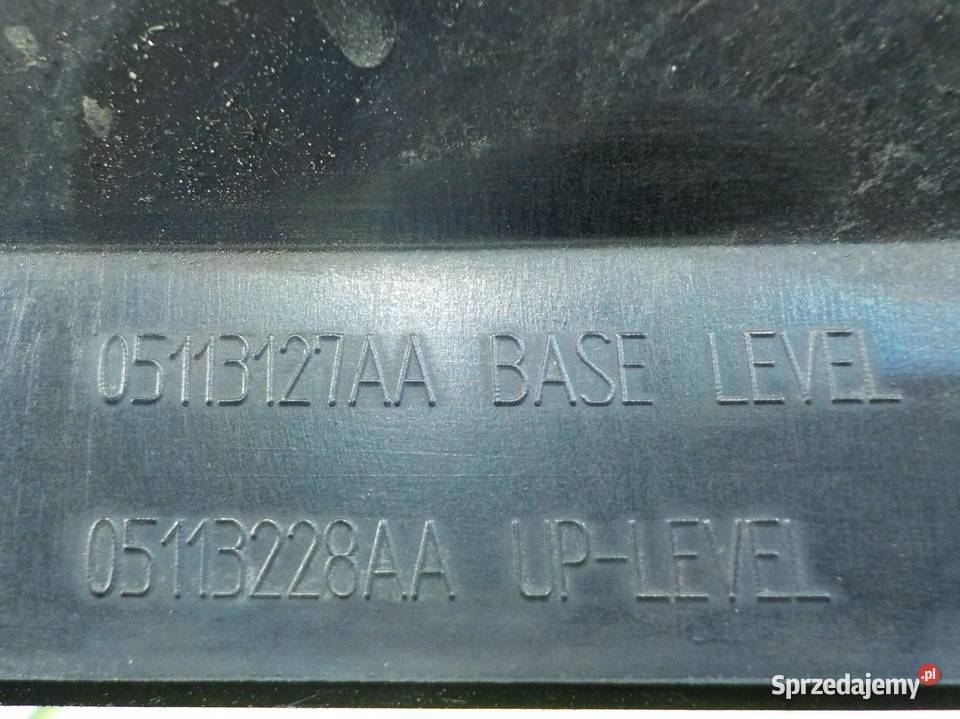 05113127AA BASE LEVEL
05113228AA UP-LEVEL
Sprzedajemy.pl